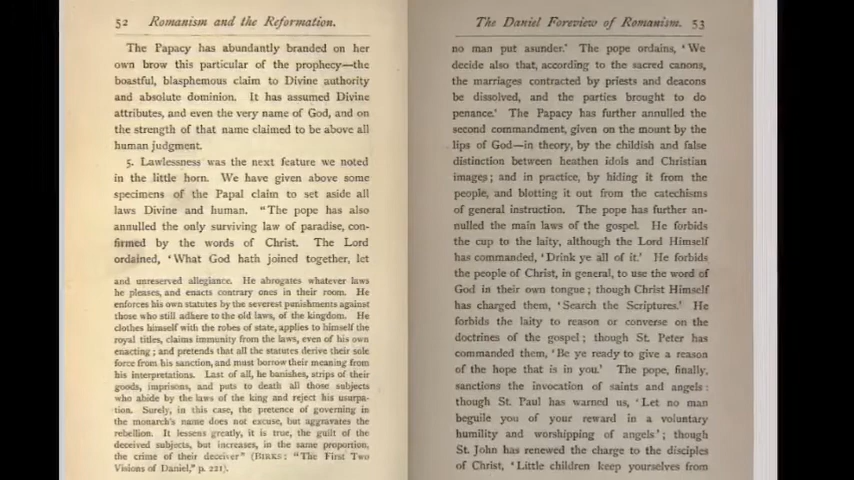 52 Romanism and the Reformation.
The Papacy has abundantly branded on her
own brow this particular of the prophecy—the
boastful, blasphemous claim to Divine authority
and absolute dominion. It has assumed Divine
attributes, and even the very name of God, and on
the strength of that name claimed to be above all
human judgment.
5. Lawlessness was the next feature we noted
in the little horn. We have given above some
specimens of the Papal claim to set aside all
laws Divine and human. "The pope has also
annulled the only surviving law of paradise, con-
firmed by the words of Christ. The Lord
ordained, 'What God hath joined together, let
and unreserved allegiance. He abrogates whatever laws
he pleases, and enacts contrary ones in their room. He
enforces his own statutes by the severest punishments against
those who still adhere to the old laws, of the kingdom. He
clothes himself with the robes of state, applies to himself the
royal titles, claims immunity from the laws, even of his own
enacting; and pretends that all the statutes derive their sole
force from his sanction, and must borrow their meaning from
his interpretations. Last of all, he banishes, strips of their
goods, imprisons, and puts to death all those subjects
who abide by the laws of the king and reject his usurpa-
tion. Surely, in this case, the pretence of governing in
the monarch's name does not excuse, but aggravates the
rebellion. It lessens greatly, it is true, the guilt of the
deceived subjects, but increases, in the same proportion,
the crime of their deceiver" (BIRKS: "The First Two
Visions of Daniel," p. 221).
The Daniel Foreview of Romanism. 53
no man put asunder.' The pope ordains, 'We
decide also that, according to the sacred canons,
the marriages contracted by priests and deacons
be dissolved, and the parties brought to do
penance.' The Papacy has further annulled the
second commandment, given on the mount by the
lips of God—in theory, by the childish and false
distinction between heathen idols and Christian
images; and in practice, by hiding it from the
people, and blotting it out from the catechisms
of general instruction. The pope has further an-
nulled the main laws of the gospel. He forbids
the cup to the laity, although the Lord Himself
has commanded, 'Drink ye all of it.' He forbids
the people of Christ, in general, to use the word of
God in their own tongue; though Christ Himself
has charged them, 'Search the Scriptures.' He
forbids the laity to reason or converse on the
doctrines of the gospel; though St. Peter has
commanded them, 'Be ye ready to give a reason
of the hope that is in you.' The pope, finally,
sanctions the invocation of saints and angels:
though St. Paul has warned us, 'Let no man
beguile you of your reward in a voluntary
humility and worshipping of angels'; though
St. John has renewed the charge to the disciples
of Christ, 'Little children keep yourselves from